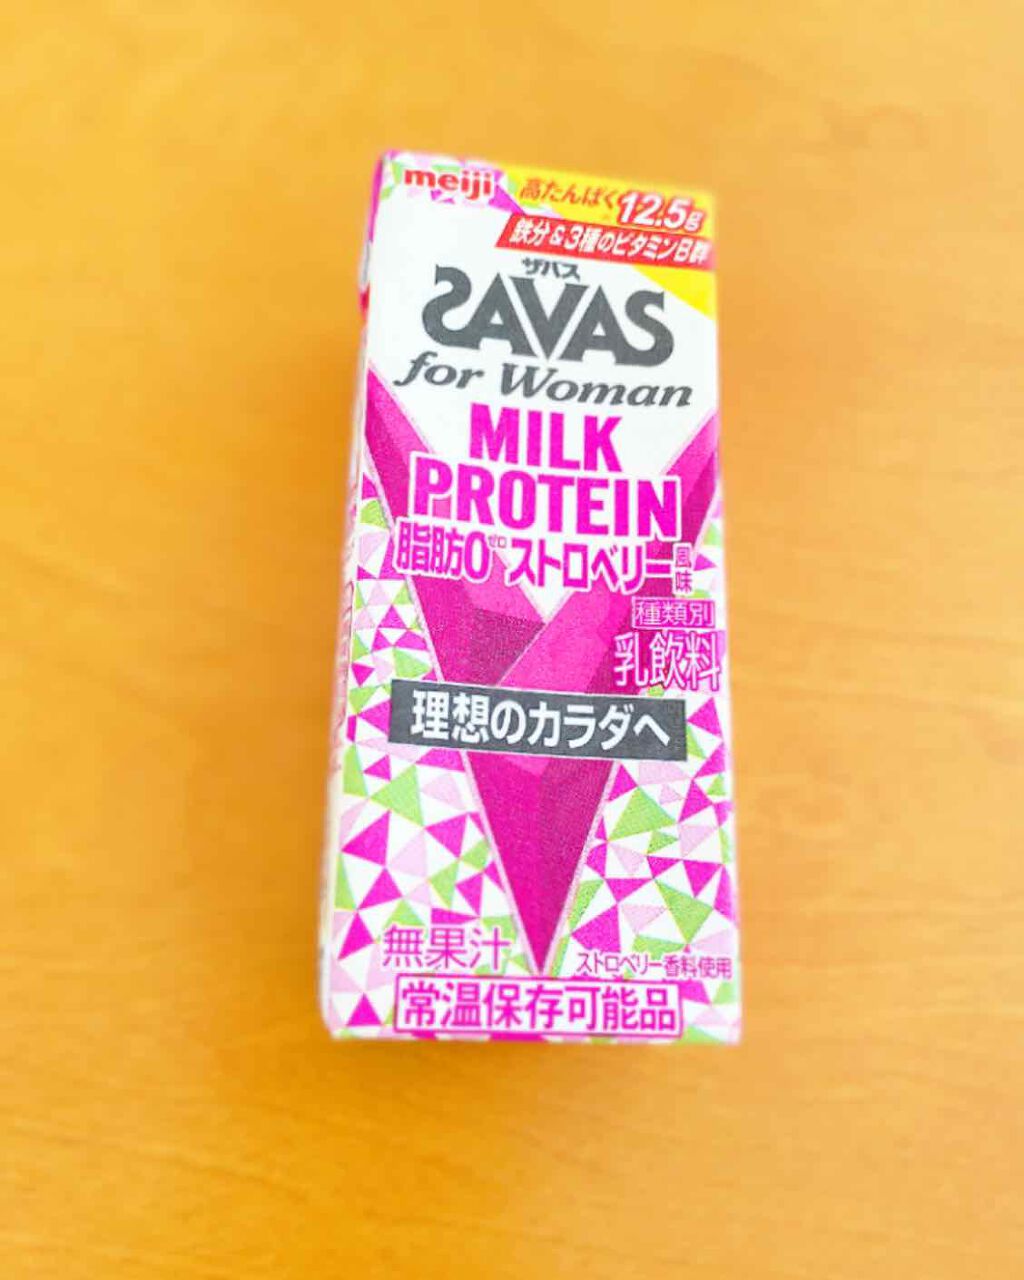 meiji
高たんぱく12.5g
鉄分&3種のビタミンB群
ザバス
SAVAS
for Woman
MILK
PROTEIN
脂肪0ゼロ ストロベリー風味
種類別
乳飲料
理想のカラダへ
無果汁
ストロベリー香料使用
常温保存可能品